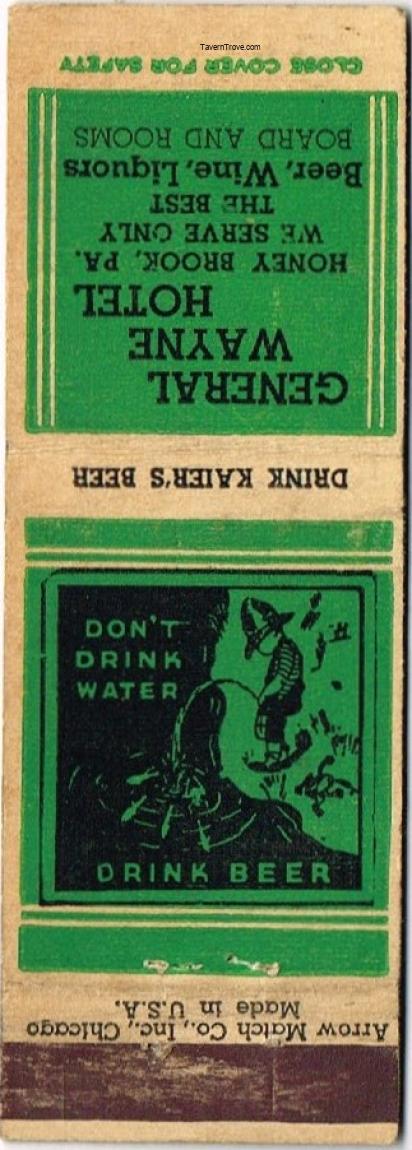 TavernTrove.com
CLOSE COVER FOR SAFETY
GENERAL
WAYNE
HOTEL
HONEY BROOK, PA.
WE SERVE ONLY
THE BEST
Beer, Wine, Liquors
BOARD AND ROOMS
DRINK KAIER'S BEER
DON'T
DRINK
WATER
DRINK BEER
Arrow Match Co., Inc., Chicago
Made in U.S.A.